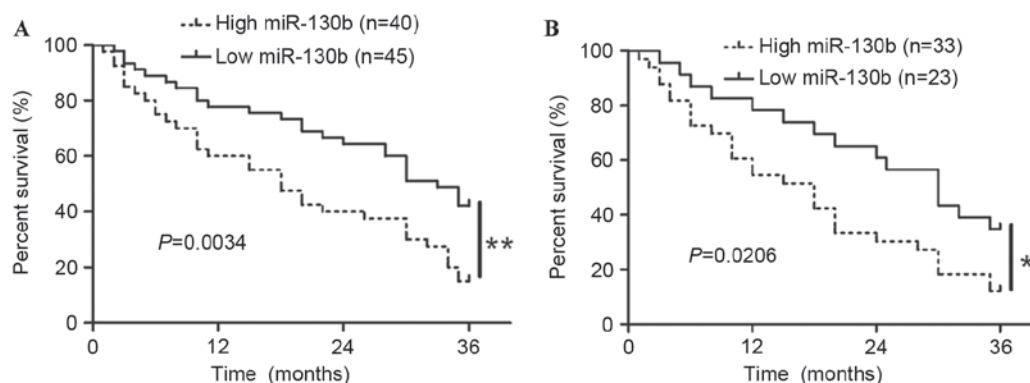 A
High miR-130b (n=40)
Low miR-130b (n=45)
Percent survival (%)
100
80
60
40
20
0
P=0.0034
**
0
12
24
36
Time (months)
B
High miR-130b (n=33)
Low miR-130b (n=23)
Percent survival (%)
100
80
60
40
20
0
P=0.0206
*
0
12
24
36
Time (months)